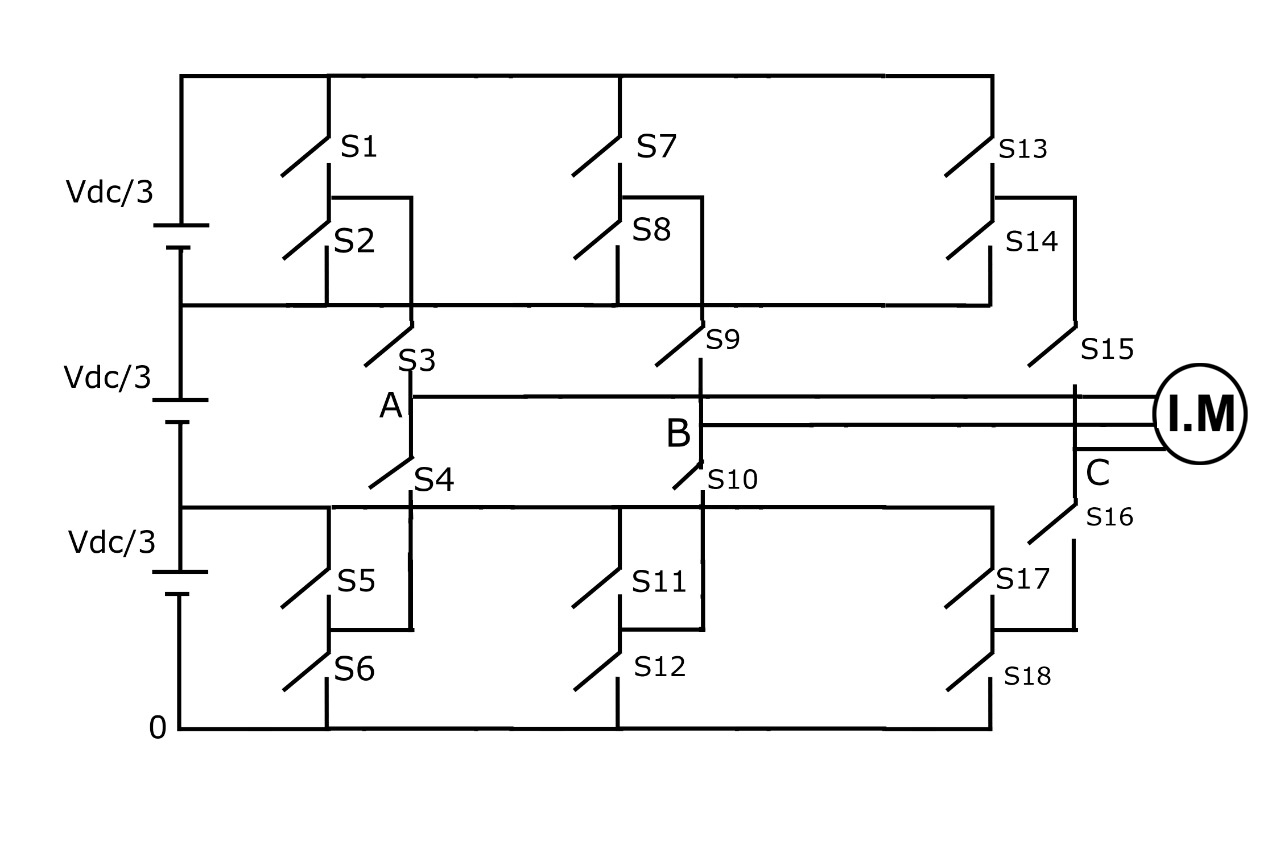 S1
S7
S13
Vdc/3
S2
S8
S14
S3
S9
S15
Vdc/3
A
B
I.M
C
S4
S10
S16
Vdc/3
S5
S11
S17
S6
S12
S18
0